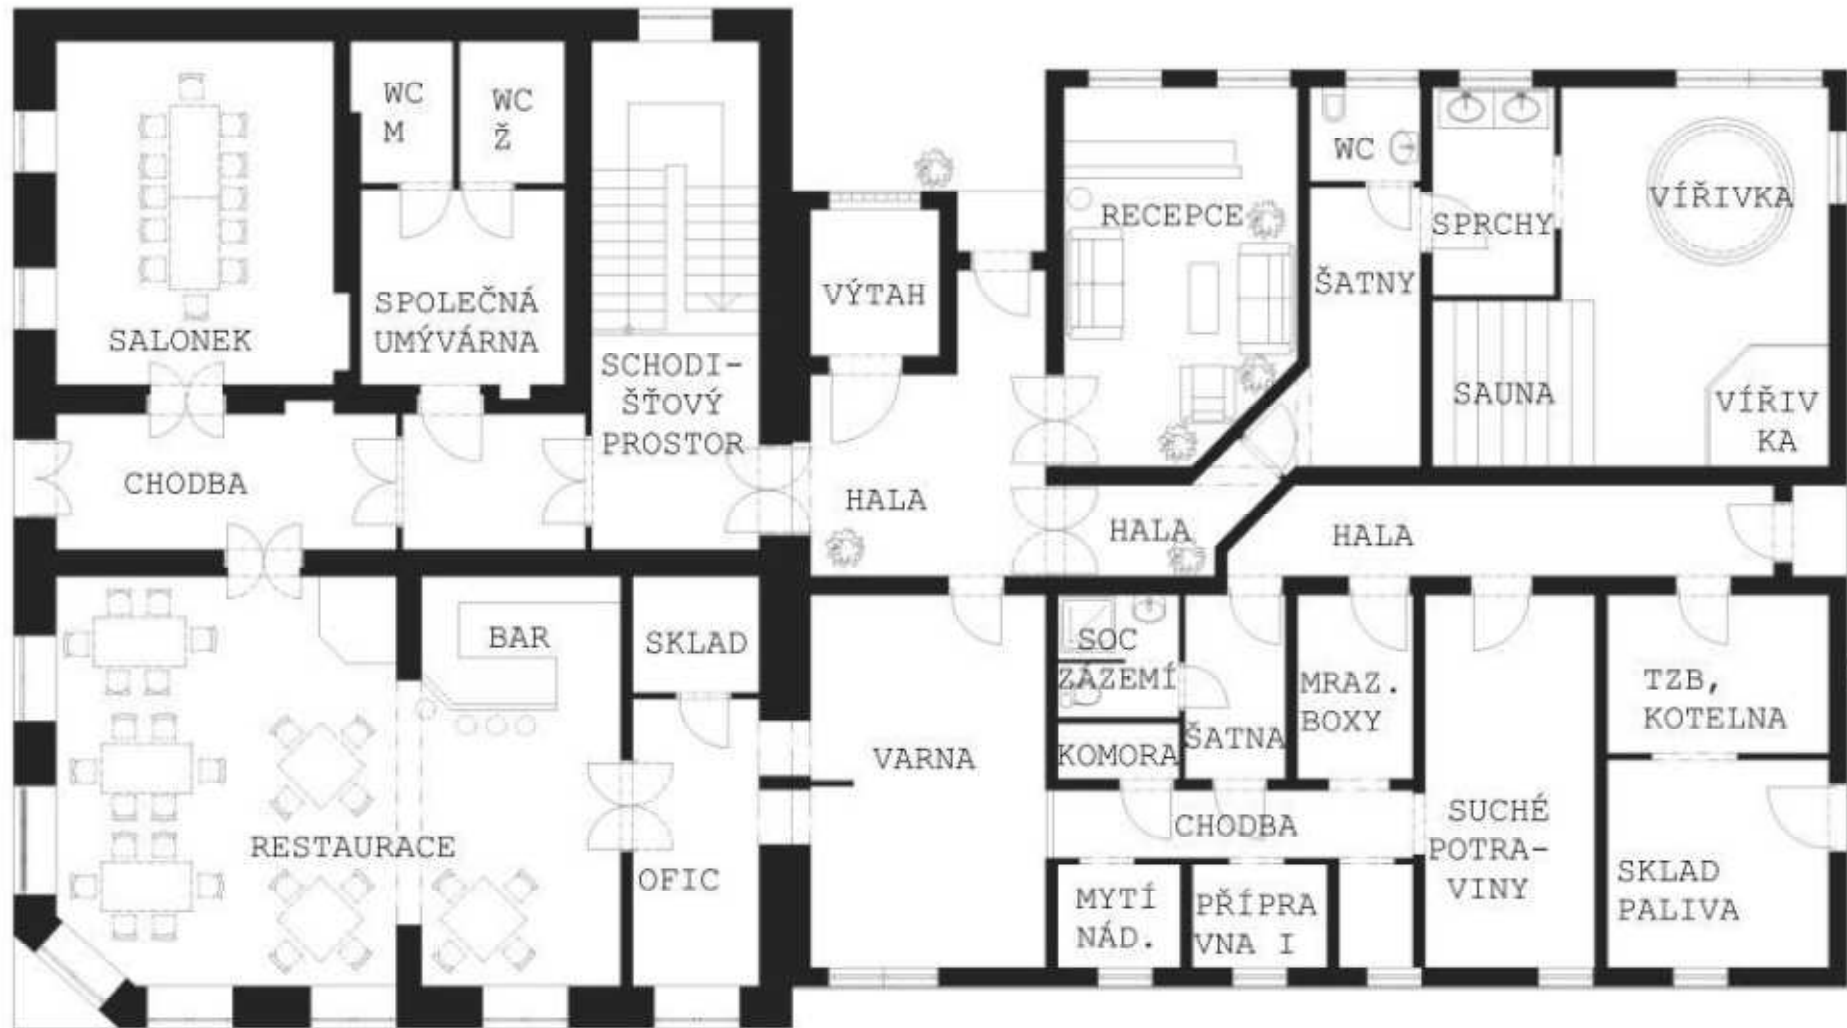 WC
M
WC
Ž
SALONEK
SPOLEČNÁ
UMÝVÁRNA
SCHODI-
ŠŤOVÝ
PROSTOR
VÝTAH
RECEPCE
WC
ŠATNY
SPRCHY
VÍŘIVKA
SAUNA
VÍŘIV
KA
CHODBA
HALA
HALA
HALA
RESTAURACE
BAR
SKLAD
OFIC
VARNA
SOC
ZÁZEMÍ
KOMORA
ŠATNA
MRAZ.
BOXY
CHODBA
MYTÍ
NÁD.
PŘÍPRA
VNA I
SUCHÉ
POTRA-
VINY
TZB,
KOTELNA
SKLAD
PALIVA